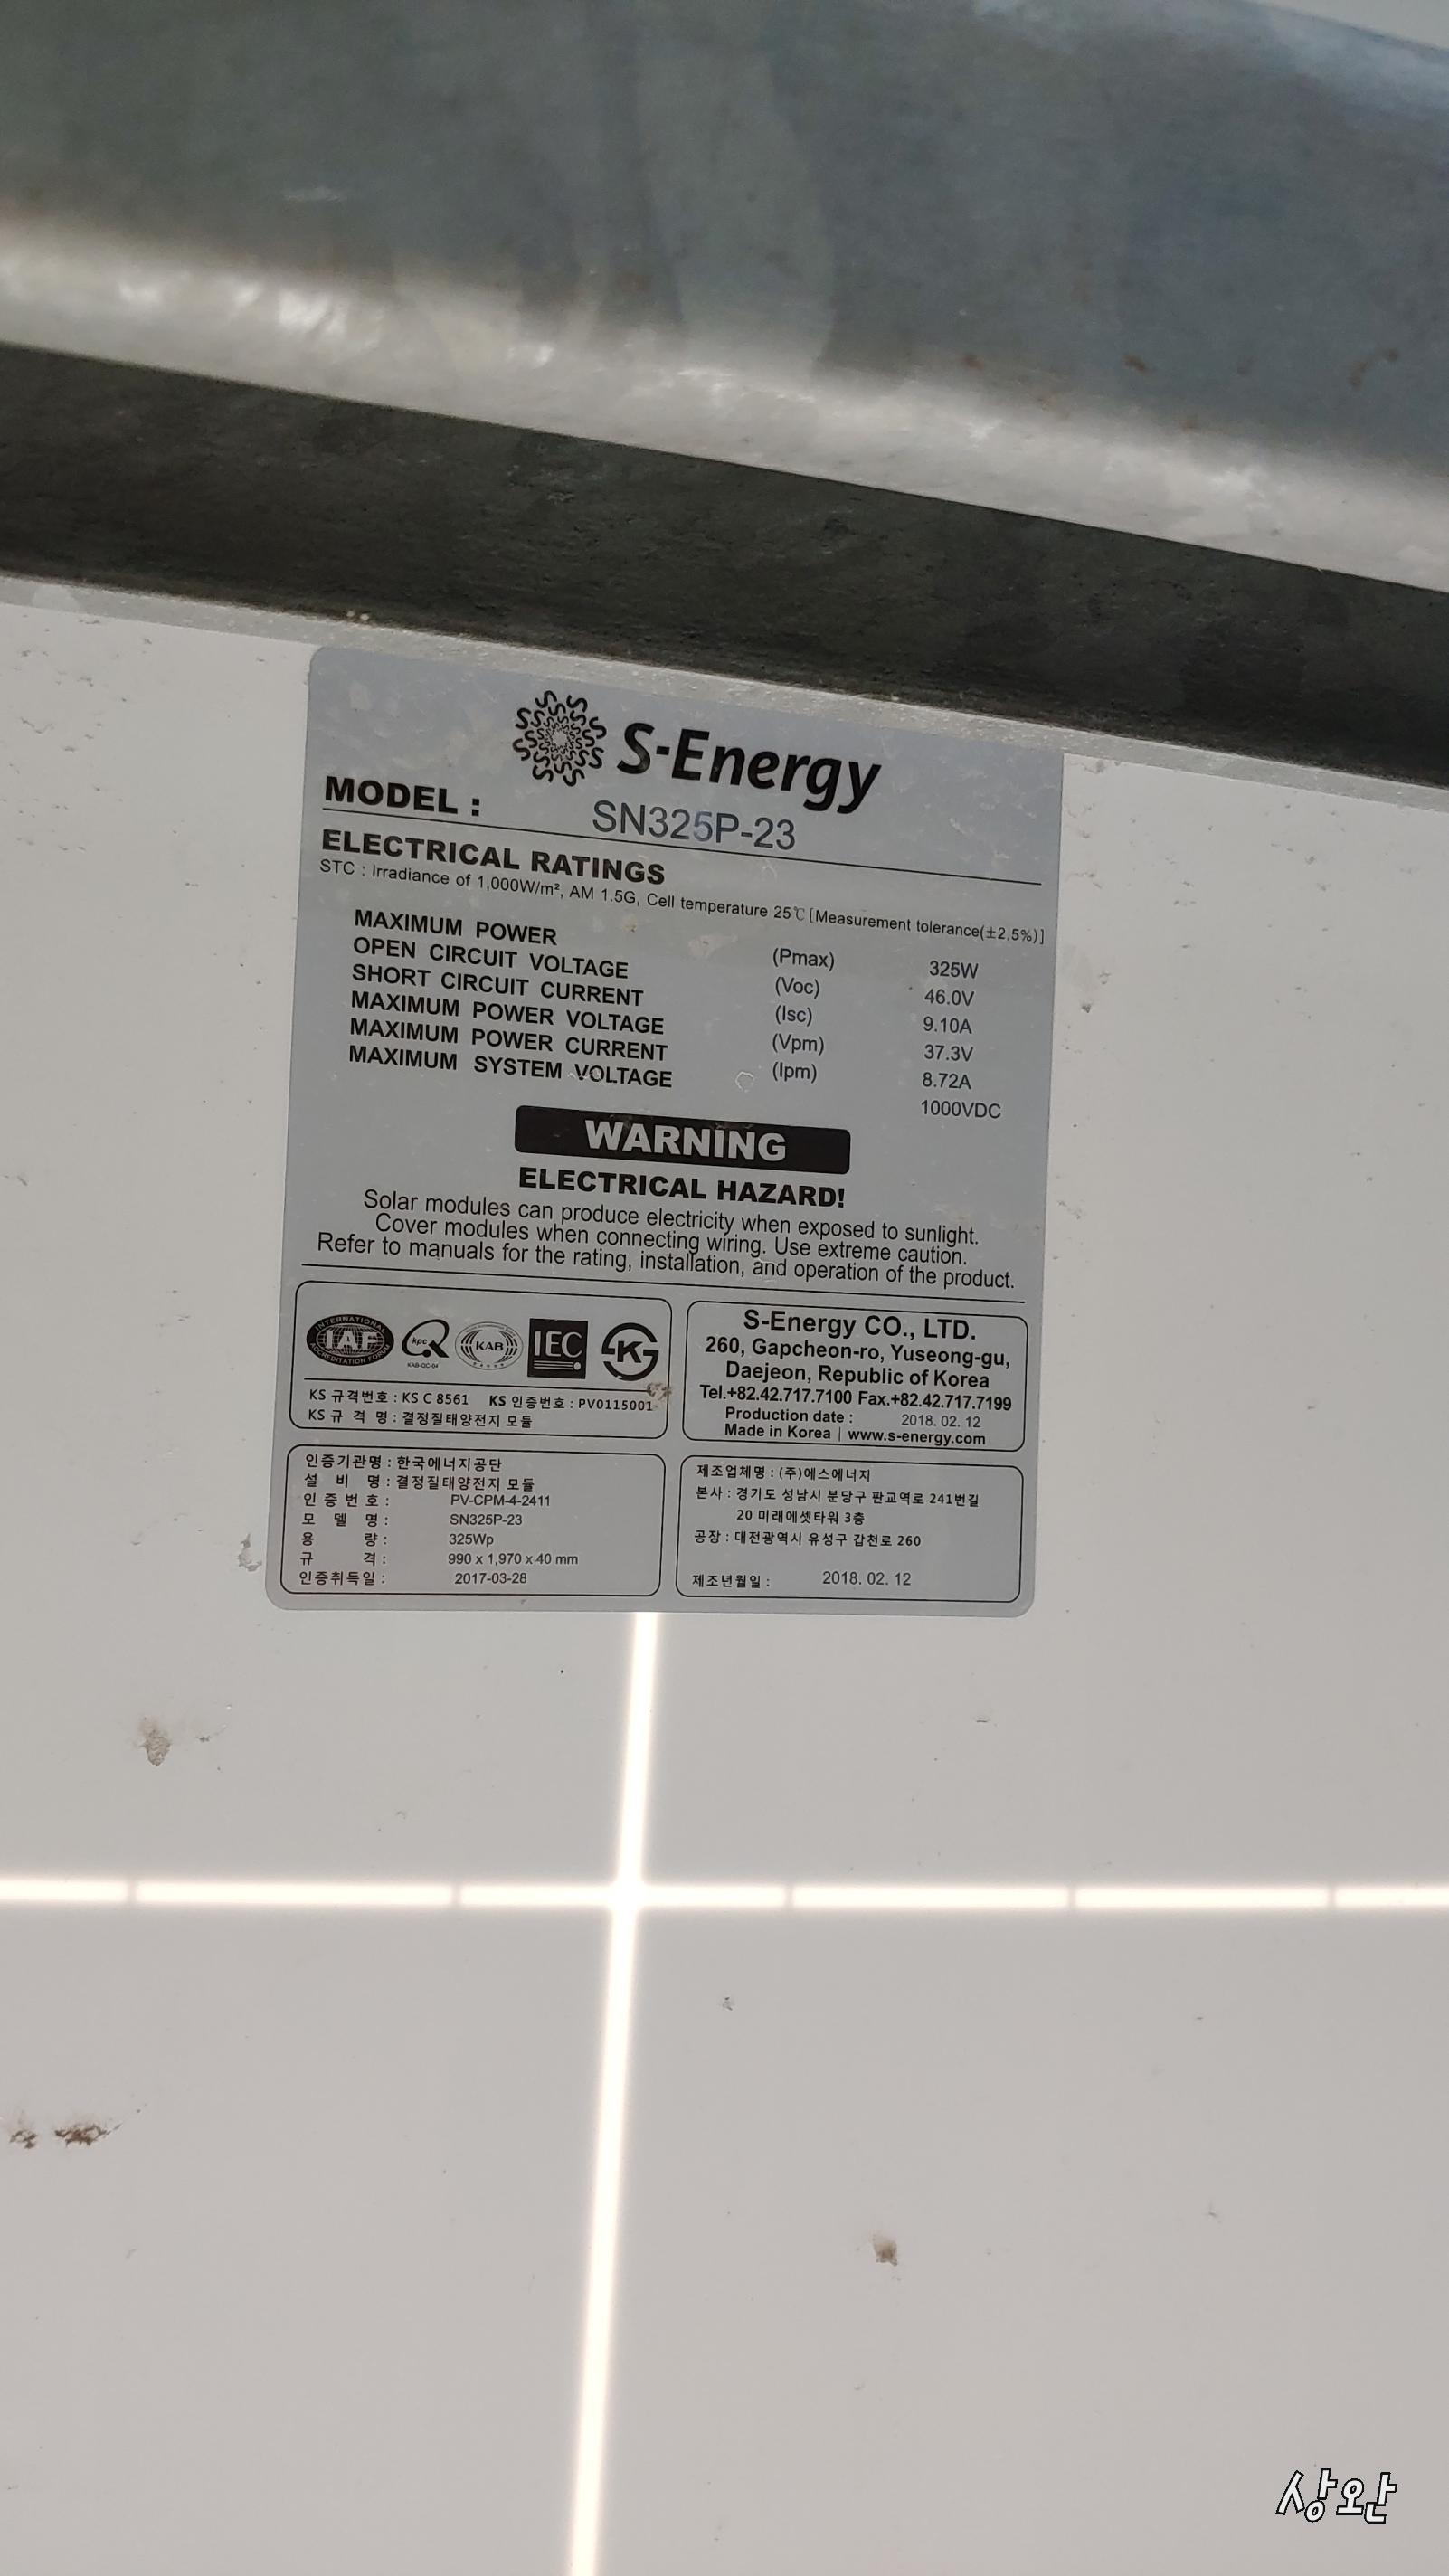 S-Energy
MODEL : SN325P-23
ELECTRICAL RATINGS
STC : Irradiance of 1,000W/m², AM 1.5G, Cell temperature 25℃ [Measurement tolerance(±2.5%)]
MAXIMUM POWER (Pmax) 325W
OPEN CIRCUIT VOLTAGE (Voc) 46.0V
SHORT CIRCUIT CURRENT (Isc) 9.10A
MAXIMUM POWER VOLTAGE (Vpm) 37.3V
MAXIMUM POWER CURRENT (Ipm) 8.72A
MAXIMUM SYSTEM VOLTAGE 1000VDC
WARNING
ELECTRICAL HAZARD!
Solar modules can produce electricity when exposed to sunlight.
Cover modules when connecting wiring. Use extreme caution.
Refer to manuals for the rating, installation, and operation of the product.
INTERNATIONAL
IAF
ACCREDITATION FORUM
kpc
KAB-QC-04
KAB
IEC
KS 규격번호 : KS C 8561 KS 인증번호 : PV0115001
KS 규 격 명 : 결정질태양전지 모듈
S-Energy CO., LTD.
260, Gapcheon-ro, Yuseong-gu,
Daejeon, Republic of Korea
Tel.+82.42.717.7100 Fax.+82.42.717.7199
Production date : 2018. 02. 12
Made in Korea | www.s-energy.com
인증기관명 : 한국에너지공단
설 비 명 : 결정질태양전지 모듈
인 증 번 호 : PV-CPM-4-2411
모 델 명 : SN325P-23
용 량 : 325Wp
규 격 : 990 x 1,970 x 40 mm
인증취득일 : 2017-03-28
제조업체명 : (주)에스에너지
본사 : 경기도 성남시 분당구 판교역로 241번길
20 미래에셋타워 3층
공장 : 대전광역시 유성구 갑천로 260
제조년월일 : 2018. 02. 12
상완